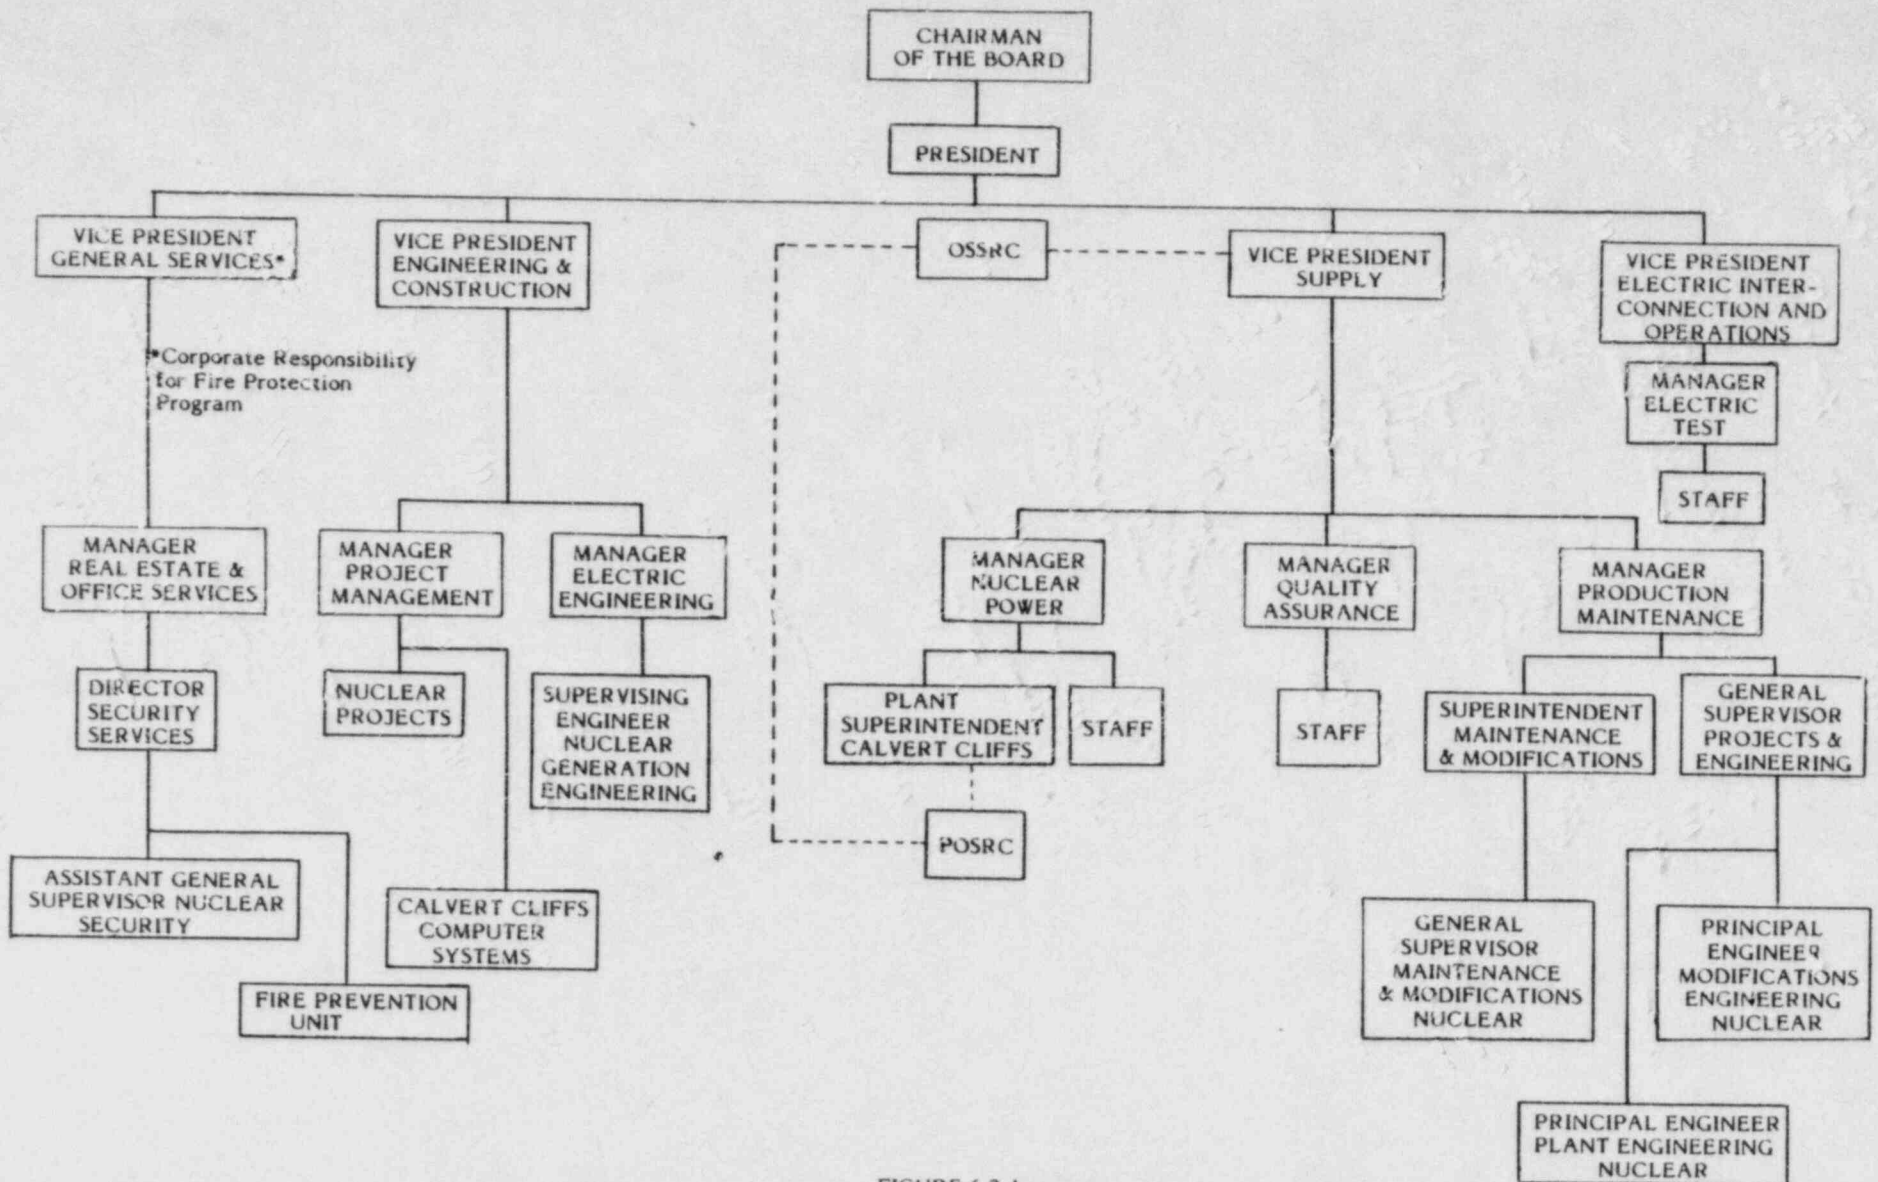 CHAIRMAN
OF THE BOARD
PRESIDENT
VICE PRESIDENT
GENERAL SERVICES*
VICE PRESIDENT
ENGINEERING &
CONSTRUCTION
OSSRC
VICE PRESIDENT
SUPPLY
VICE PRESIDENT
ELECTRIC INTER-
CONNECTION AND
OPERATIONS
*Corporate Responsibility
for Fire Protection
Program
MANAGER
ELECTRIC
TEST
STAFF
MANAGER
REAL ESTATE &
OFFICE SERVICES
MANAGER
PROJECT
MANAGEMENT
MANAGER
ELECTRIC
ENGINEERING
MANAGER
NUCLEAR
POWER
MANAGER
QUALITY
ASSURANCE
MANAGER
PRODUCTION
MAINTENANCE
DIRECTOR
SECURITY
SERVICES
NUCLEAR
PROJECTS
SUPERVISING
ENGINEER
NUCLEAR
GENERATION
ENGINEERING
PLANT
SUPERINTENDENT
CALVERT CLIFFS
STAFF
STAFF
SUPERINTENDENT
MAINTENANCE
& MODIFICATIONS
GENERAL
SUPERVISOR
PROJECTS &
ENGINEERING
POSRC
ASSISTANT GENERAL
SUPERVISOR NUCLEAR
SECURITY
CALVERT CLIFFS
COMPUTER
SYSTEMS
FIRE PREVENTION
UNIT
GENERAL
SUPERVISOR
MAINTENANCE
& MODIFICATIONS
NUCLEAR
PRINCIPAL
ENGINEER
MODIFICATIONS
ENGINEERING
NUCLEAR
PRINCIPAL ENGINEER
PLANT ENGINEERING
NUCLEAR